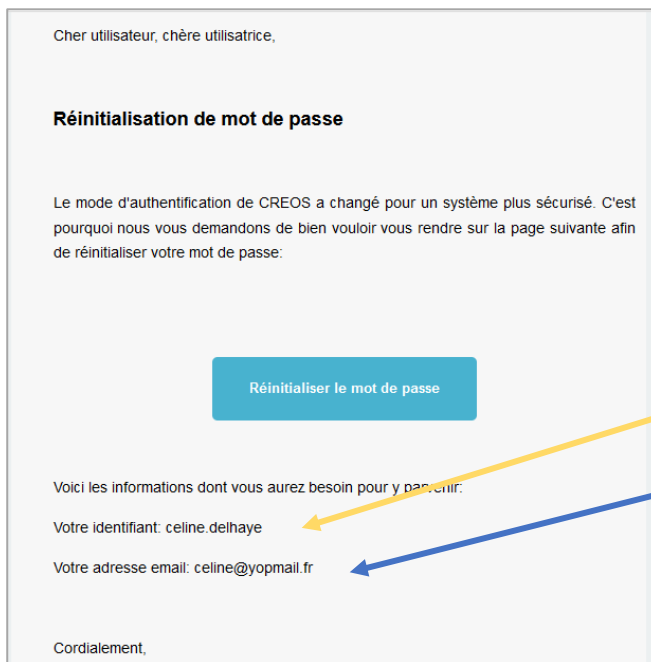 Cher utilisateur, chère utilisatrice,
Réinitialisation de mot de passe
Le mode d'authentification de CREOS a changé pour un système plus sécurisé. C'est
pourquoi nous vous demandons de bien vouloir vous rendre sur la page suivante afin
de réinitialiser votre mot de passe:
Réinitialiser le mot de passe
Voici les informations dont vous aurez besoin pour y parvenir:
Votre identifiant: celine.delhaye
Votre adresse email: celine@yopmail.fr
Cordialement,